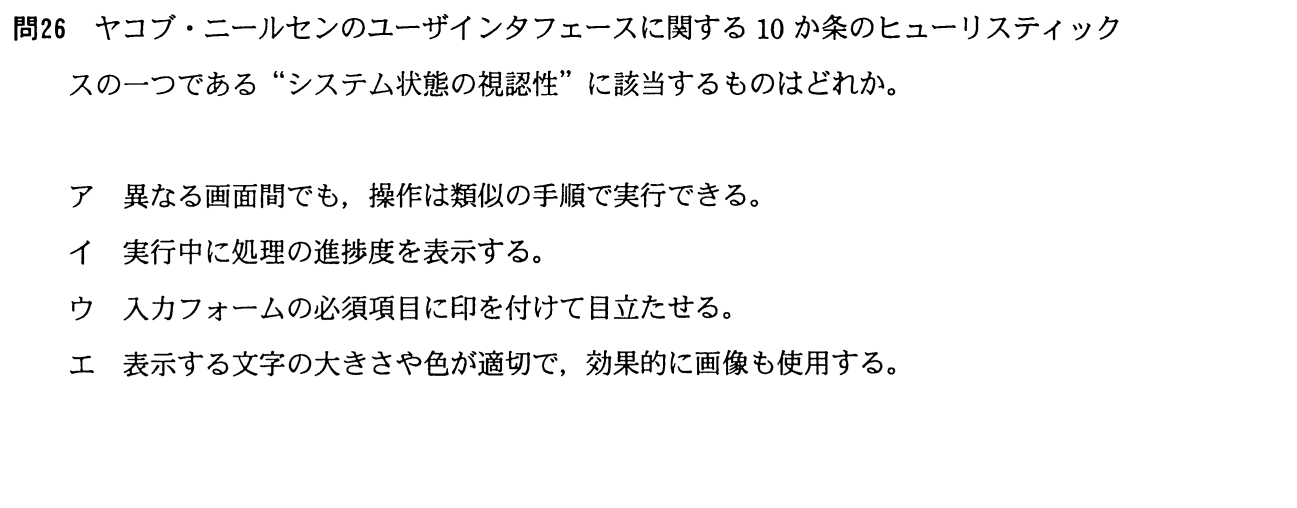 問26　ヤコブ・ニールセンのユーザインタフェースに関する 10 か条のヒューリスティック
スの一つである“システム状態の視認性”に該当するものはどれか。
ア　異なる画面間でも，操作は類似の手順で実行できる。
イ　実行中に処理の進捗度を表示する。
ウ　入力フォームの必須項目に印を付けて目立たせる。
エ　表示する文字の大きさや色が適切で，効果的に画像も使用する。